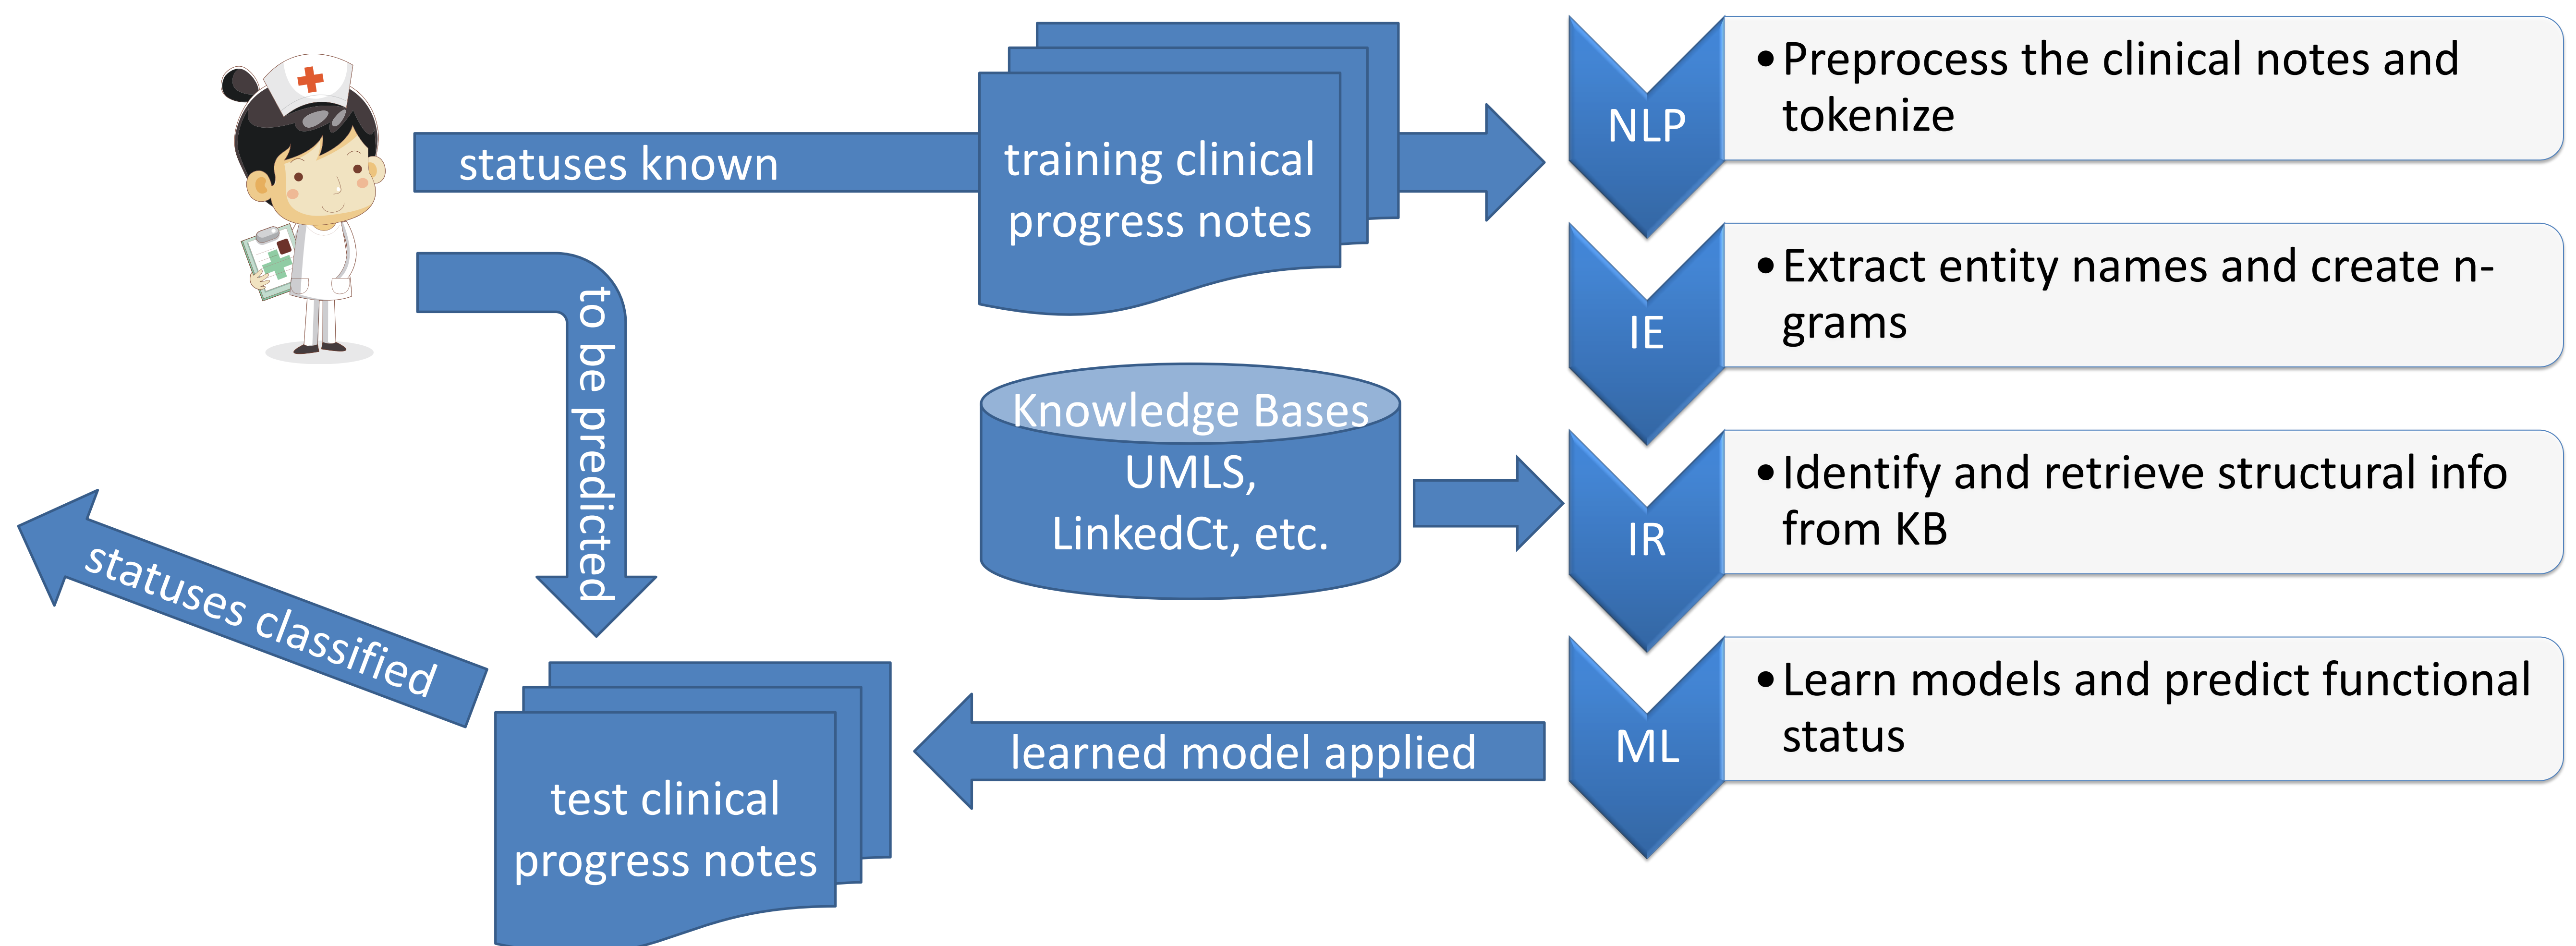 statuses known
training clinical
progress notes
NLP
•Preprocess the clinical notes and
tokenize
IE
•Extract entity names and create n-
grams
to be predicted
Knowledge Bases
UMLS,
LinkedCt, etc.
IR
•Identify and retrieve structural info
from KB
statuses classified
learned model applied
ML
•Learn models and predict functional
status
test clinical
progress notes